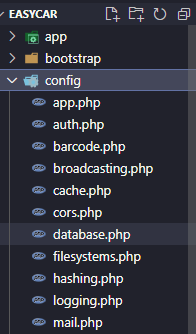 EASYCAR
app
bootstrap
config
app.php
auth.php
barcode.php
broadcasting.php
cache.php
cors.php
database.php
filesystems.php
hashing.php
logging.php
mail.php